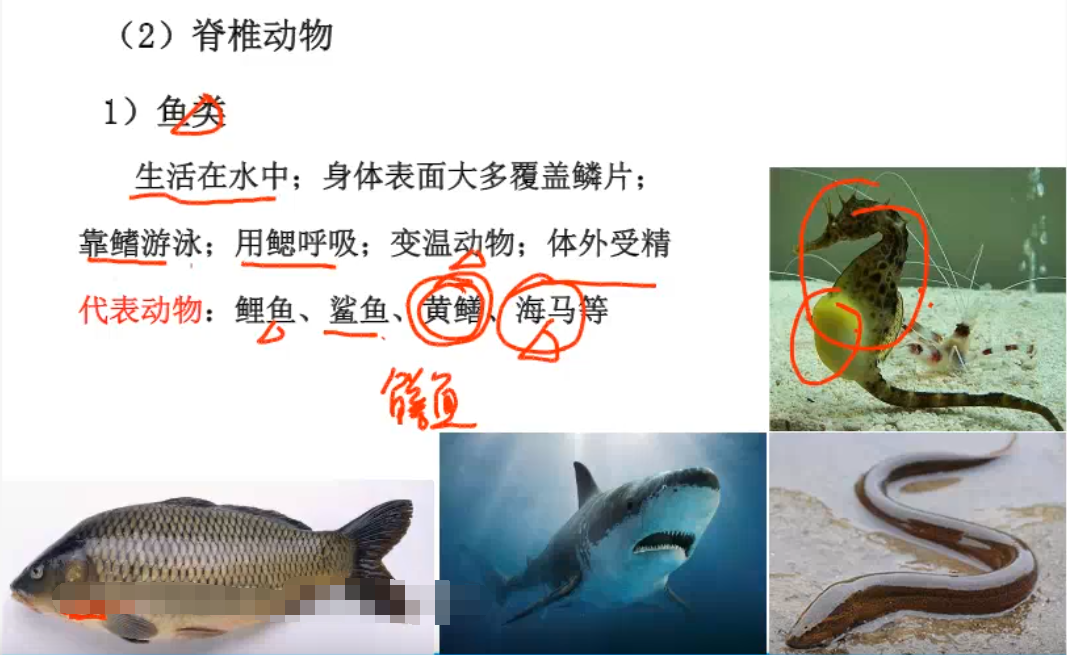 （2）脊椎动物
1）鱼类
生活在水中；身体表面大多覆盖鳞片；
靠鳍游泳；用鳃呼吸；变温动物；体外受精
代表动物：鲤鱼、鲨鱼、黄鳝、海马等